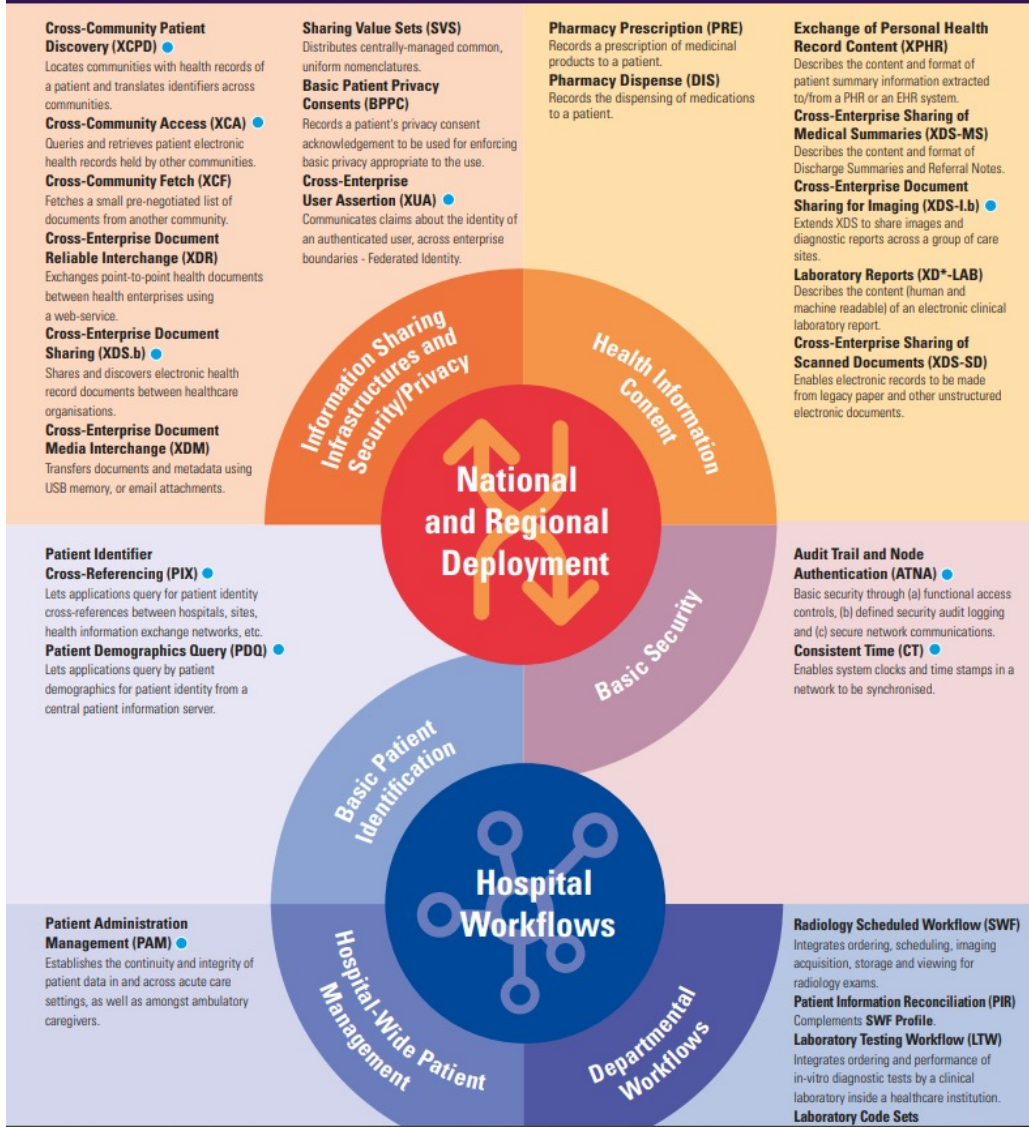 Cross-Community Patient
Discovery (XCPD)
Locates communities with health records of
a patient and translates identifiers across
communities.
Cross-Community Access (XCA)
Queries and retrieves patient electronic
health records held by other communities.
Cross-Community Fetch (XCF)
Fetches a small pre-negotiated list of
documents from another community.
Cross-Enterprise Document
Reliable Interchange (XDR)
Exchanges point-to-point health documents
between health enterprises using
a web-service.
Cross-Enterprise Document
Sharing (XDS.b)
Shares and discovers electronic health
record documents between healthcare
organisations.
Cross-Enterprise Document
Media Interchange (XDM)
Transfers documents and metadata using
USB memory, or email attachments.
Sharing Value Sets (SVS)
Distributes centrally-managed common,
uniform nomenclatures.
Basic Patient Privacy
Consents (BPPC)
Records a patient's privacy consent
acknowledgement to be used for enforcing
basic privacy appropriate to the use.
Cross-Enterprise
User Assertion (XUA)
Communicates claims about the identity of
an authenticated user, across enterprise
boundaries - Federated Identity.
Pharmacy Prescription (PRE)
Records a prescription of medicinal
products to a patient.
Pharmacy Dispense (DIS)
Records the dispensing of medications
to a patient.
Exchange of Personal Health
Record Content (XPHR)
Describes the content and format of
patient summary information extracted
to/from a PHR or an EHR system.
Cross-Enterprise Sharing of
Medical Summaries (XDS-MS)
Describes the content and format of
Discharge Summaries and Referral Notes.
Cross-Enterprise Document
Sharing for Imaging (XDS-I.b)
Extends XDS to share images and
diagnostic reports across a group of care
sites.
Laboratory Reports (XD*-LAB)
Describes the content (human and
machine readable) of an electronic clinical
laboratory report.
Cross-Enterprise Sharing of
Scanned Documents (XDS-SD)
Enables electronic records to be made
from legacy paper and other unstructured
electronic documents.
Information Sharing
Infrastructures and
Security/Privacy
Health Information
Content
National
and Regional
Deployment
Patient Identifier
Cross-Referencing (PIX)
Lets applications query for patient identity
cross-references between hospitals, sites,
health information exchange networks, etc.
Patient Demographics Query (PDQ)
Lets applications query by patient
demographics for patient identity from a
central patient information server.
Basic Security
Audit Trail and Node
Authentication (ATNA)
Basic security through (a) functional access
controls, (b) defined security audit logging
and (c) secure network communications.
Consistent Time (CT)
Enables system clocks and time stamps in a
network to be synchronised.
Basic Patient
Identification
Hospital
Workflows
Patient Administration
Management (PAM)
Establishes the continuity and integrity of
patient data in and across acute care
settings, as well as amongst ambulatory
caregivers.
Hospital-Wide Patient
Management
Departmental
Workflows
Radiology Scheduled Workflow (SWF)
Integrates ordering, scheduling, imaging
acquisition, storage and viewing for
radiology exams.
Patient Information Reconciliation (PIR)
Complements SWF Profile.
Laboratory Testing Workflow (LTW)
Integrates ordering and performance of
in-vitro diagnostic tests by a clinical
laboratory inside a healthcare institution.
Laboratory Code Sets